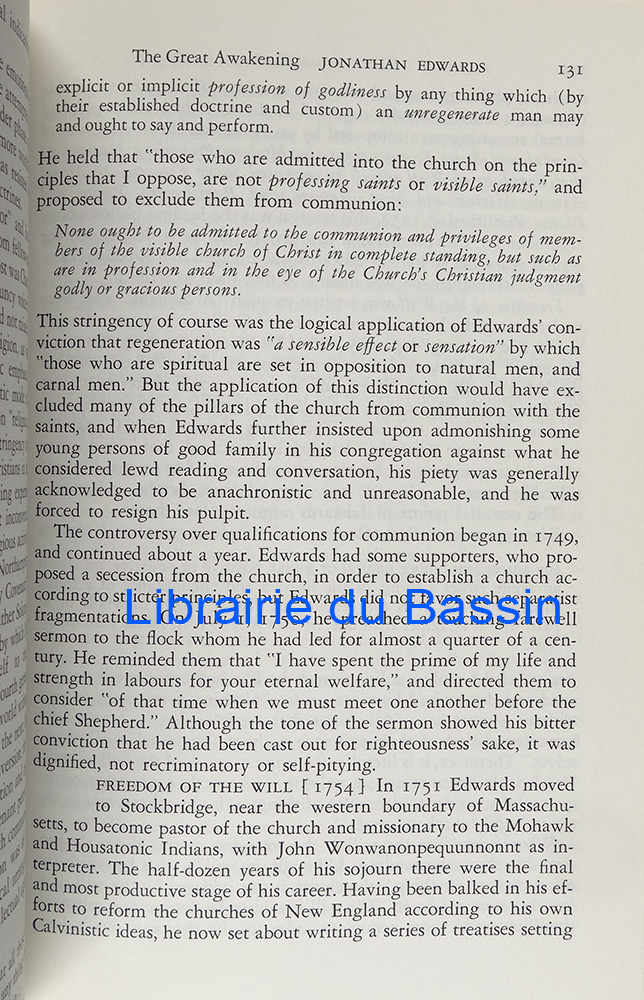 The Great Awakening JONATHAN EDWARDS 131
explicit or implicit profession of godliness by any thing which (by
their established doctrine and custom) an unregenerate man may
and ought to say and perform.
He held that "those who are admitted into the church on the prin-
ciples that I oppose, are not professing saints or visible saints," and
proposed to exclude them from communion:
None ought to be admitted to the communion and privileges of mem-
bers of the visible church of Christ in complete standing, but such as
are in profession and in the eye of the Church's Christian judgment
godly or gracious persons.
This stringency of course was the logical application of Edwards' con-
viction that regeneration was "a sensible effect or sensation" by which
"those who are spiritual are set in opposition to natural men, and
carnal men." But the application of this distinction would have ex-
cluded many of the pillars of the church from communion with the
saints, and when Edwards further insisted upon admonishing some
young persons of good family in his congregation against what he
considered lewd reading and conversation, his piety was generally
acknowledged to be anachronistic and unreasonable, and he was
forced to resign his pulpit.
The controversy over qualifications for communion began in 1749,
and continued about a year. Edwards had some supporters, who pro-
posed a secession from the church, in order to establish a church ac-
cording to stricter principles, but Edwards did not favor such separatist
fragmentations. On July 1, 1750, he preached a touching farewell
Librairie du Bassin
sermon to the flock whom he had led for almost a quarter of a cen-
tury. He reminded them that "I have spent the prime of my life and
strength in labours for your eternal welfare," and directed them to
consider "of that time when we must meet one another before the
chief Shepherd." Although the tone of the sermon showed his bitter
conviction that he had been cast out for righteousness' sake, it was
dignified, not recriminatory or self-pitying.
FREEDOM OF THE WILL [1754] In 1751 Edwards moved
to Stockbridge, near the western boundary of Massachu-
setts, to become pastor of the church and missionary to the Mohawk
and Housatonic Indians, with John Wonwanonpequunnonnt as in-
terpreter. The half-dozen years of his sojourn there were the final
and most productive stage of his career. Having been balked in his ef-
forts to reform the churches of New England according to his own
Calvinistic ideas, he now set about writing a series of treatises setting